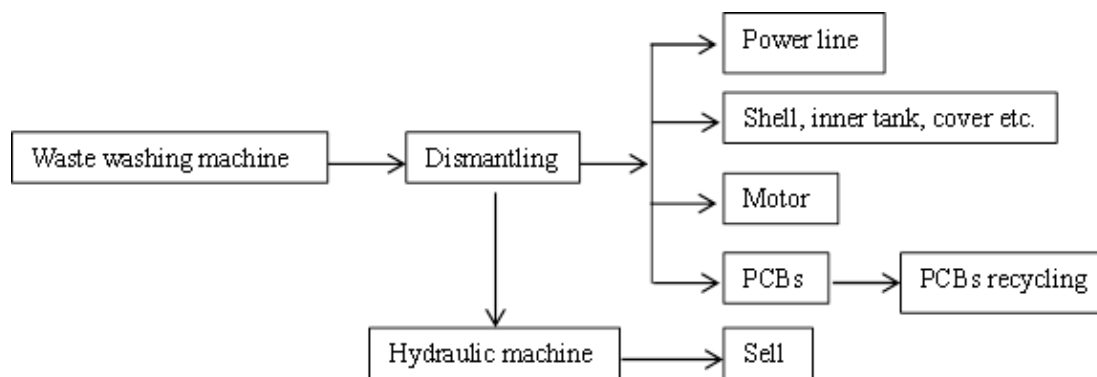 Power line
Shell, inner tank, cover etc.
Waste washing machine
Dismantling
Motor
PCBs
PCBs recycling
Hydraulic machine
Sell